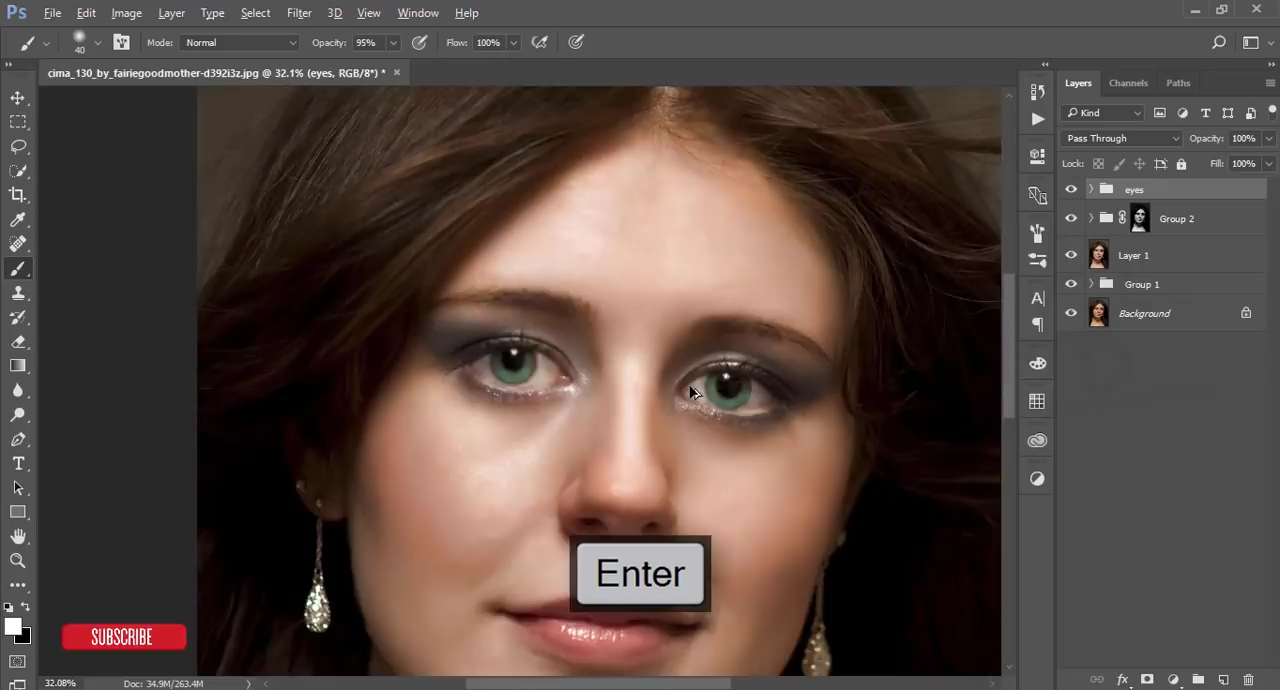 Ps File Edit Image Layer Type Select Filter 3D View Window Help
40 Mode: Normal Opacity: 95% Flow: 100%
cima_130_by_fairiegoodmother-d392i3z.jpg @ 32.1% (eyes, RGB/8*) *
Layers Channels Paths
Kind
Pass Through Opacity: 100%
Lock: Fill: 100%
eyes
Group 2
Layer 1
Group 1
Background
Enter
SUBSCRIBE
32.08% Doc: 34.9M/263.4M